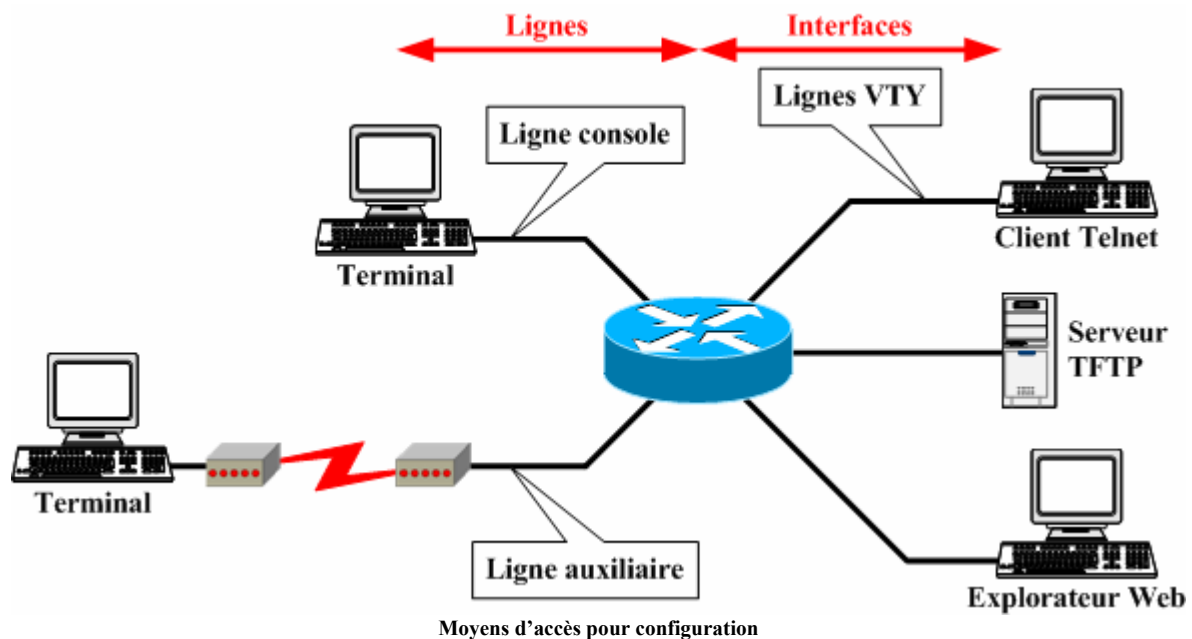 Lignes
Interfaces
Lignes VTY
Ligne console
Client Telnet
Terminal
Serveur
TFTP
Terminal
Ligne auxiliaire
Explorateur Web
Moyens d’accès pour configuration